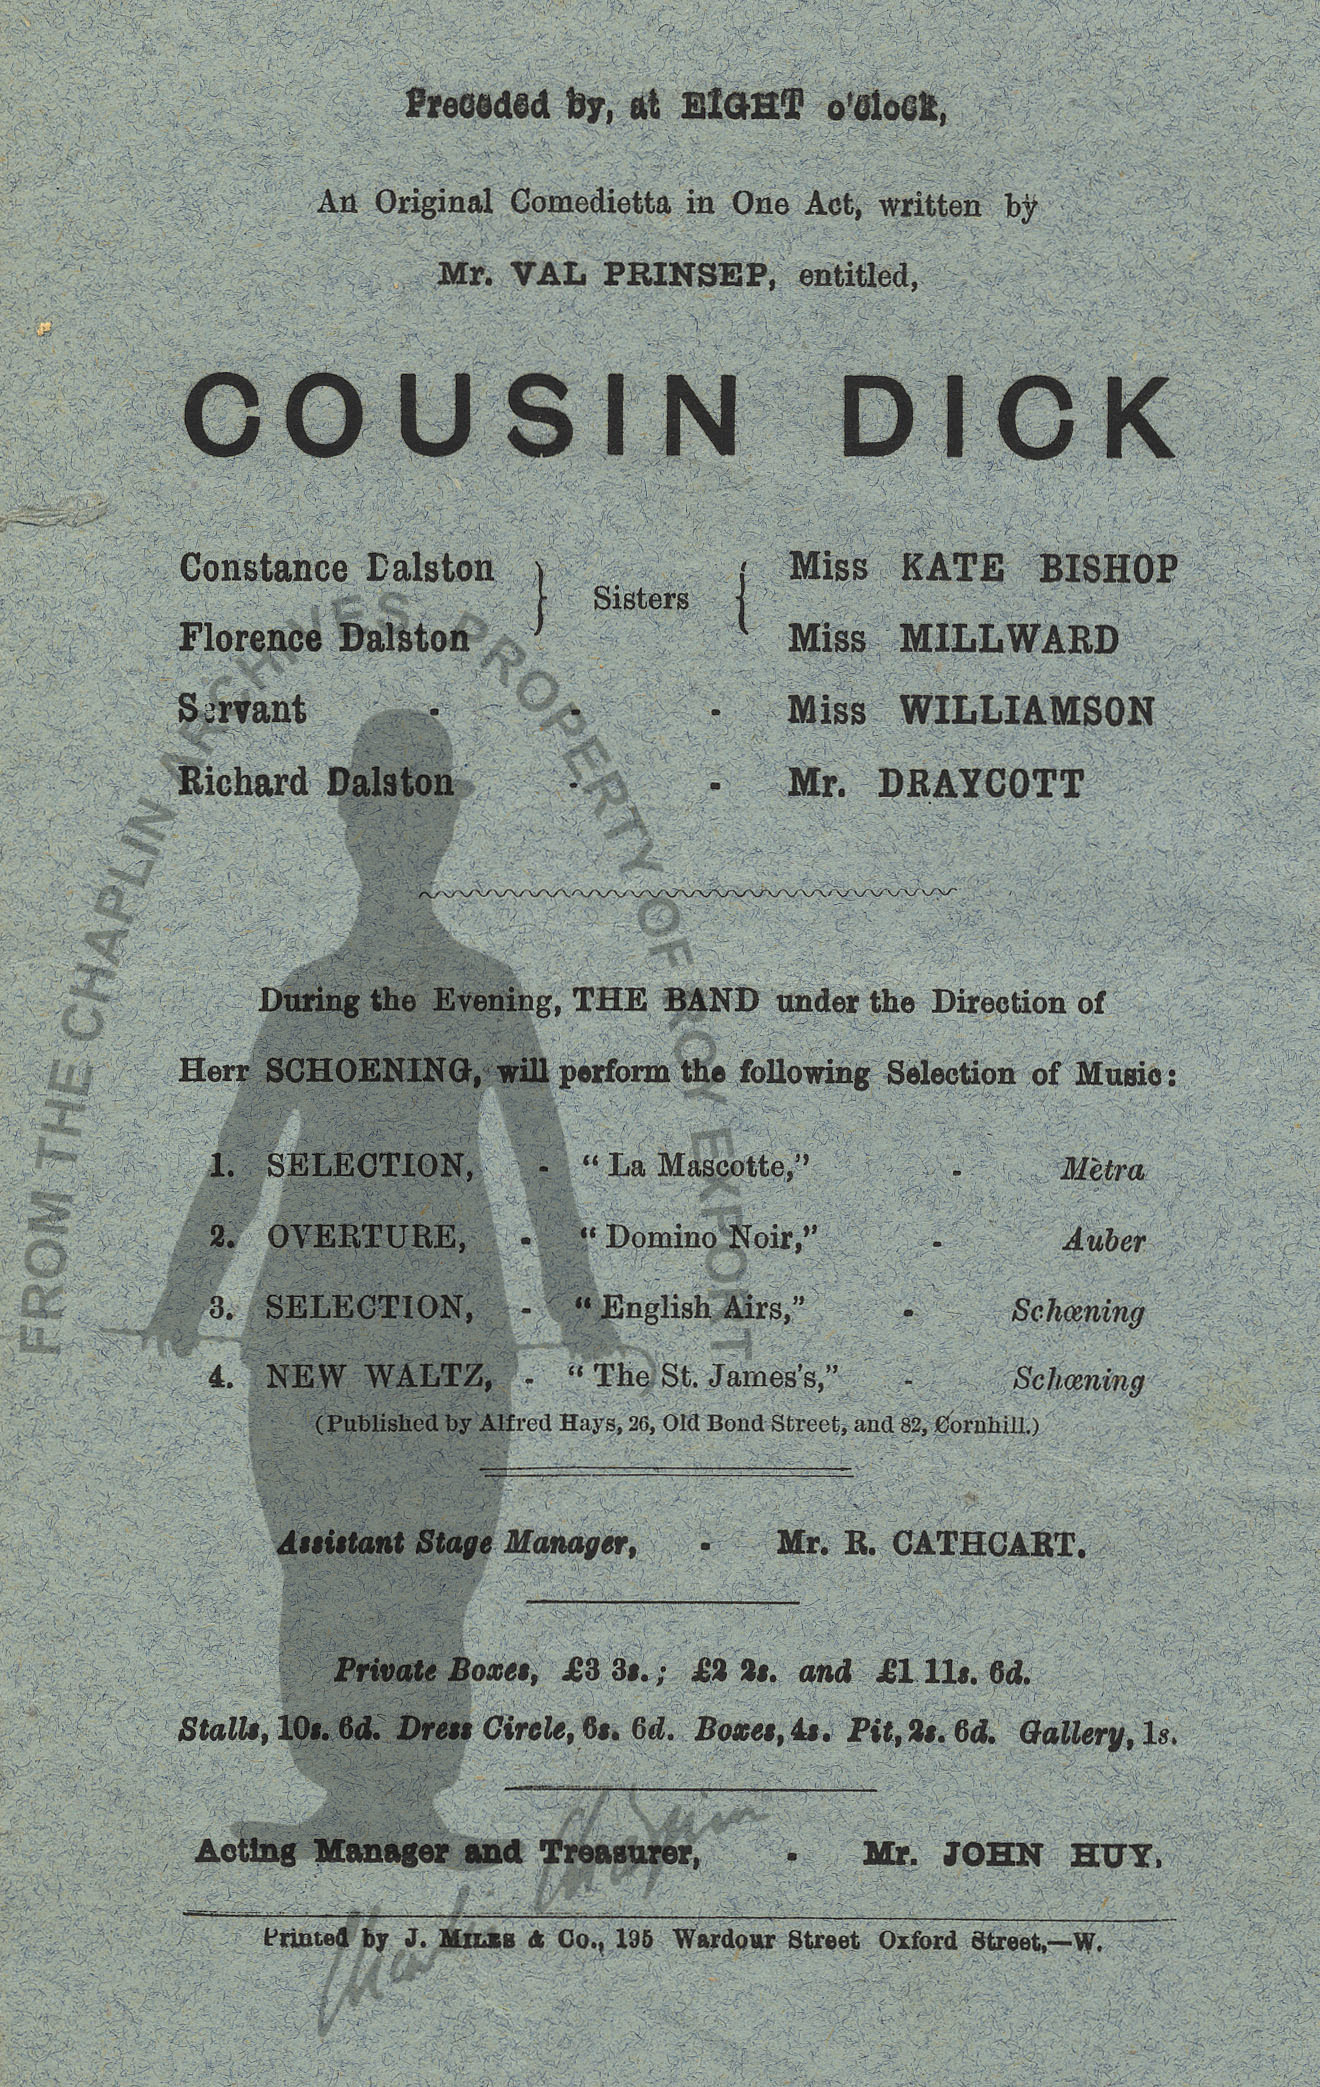 Preceded by, at EIGHT o'clock,
An Original Comedietta in One Act, written by
Mr. VAL PRINSEP, entitled,
COUSIN DICK
Constance Dalston } Sisters { Miss KATE BISHOP
Florence Dalston Miss MILLWARD
Servant - - - Miss WILLIAMSON
Richard Dalston - - Mr. DRAYCOTT
During the Evening, THE BAND under the Direction of
Herr SCHOENING, will perform the following Selection of Music:
1. SELECTION, - "La Mascotte," - Mètra
2. OVERTURE, - "Domino Noir," - Auber
3. SELECTION, - "English Airs," - Schœning
4. NEW WALTZ, - "The St. James's," - Schœning
(Published by Alfred Hays, 26, Old Bond Street, and 82, Cornhill.)
Assistant Stage Manager, - Mr. R. CATHCART.
Private Boxes, £3 3s.; £2 2s. and £1 11s. 6d.
Stalls, 10s. 6d. Dress Circle, 6s. 6d. Boxes, 4s. Pit, 2s. 6d. Gallery, 1s.
Acting Manager and Treasurer, - Mr. JOHN HUY.
Printed by J. MILES & Co., 195 Wardour Street Oxford Street,—W.
FROM THE CHAPLIN ARCHIVES PROPERTY OF ROY EXPORT
Charlie Chaplin